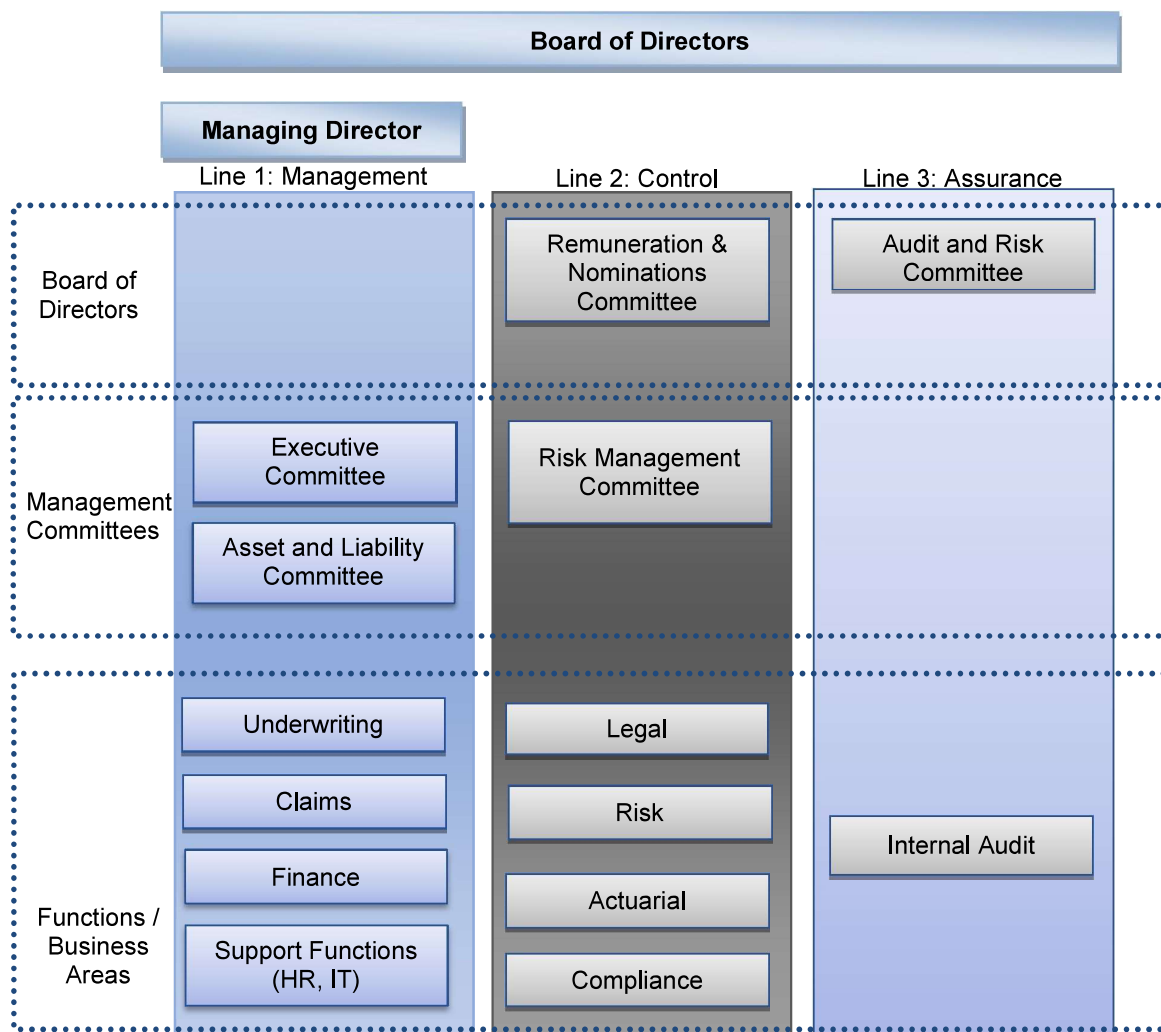 Board of Directors
Managing Director
Line 1: Management
Line 2: Control
Line 3: Assurance
Board of
Directors
Remuneration &
Nominations
Committee
Audit and Risk
Committee
Management
Committees
Executive
Committee
Asset and Liability
Committee
Risk Management
Committee
Functions /
Business
Areas
Underwriting
Claims
Finance
Support Functions
(HR, IT)
Legal
Risk
Actuarial
Compliance
Internal Audit